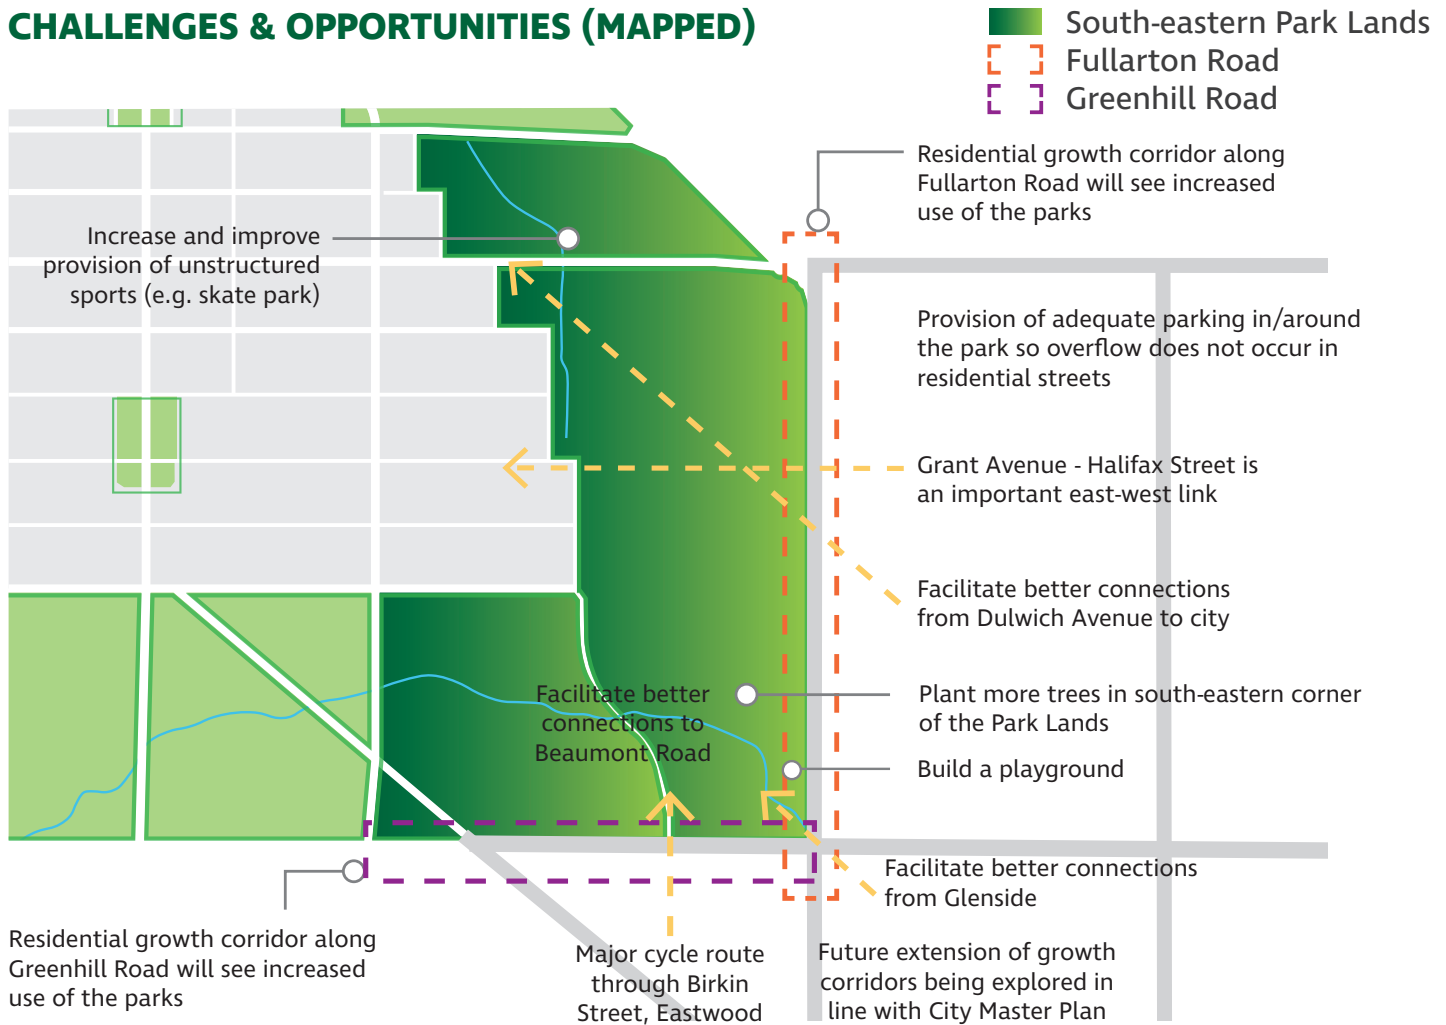 CHALLENGES & OPPORTUNITIES (MAPPED)
South-eastern Park Lands
Fullarton Road
Greenhill Road
Residential growth corridor along
Fullarton Road will see increased
use of the parks
Increase and improve
provision of unstructured
sports (e.g. skate park)
Provision of adequate parking in/around
the park so overflow does not occur in
residential streets
Grant Avenue - Halifax Street is
an important east-west link
Facilitate better connections
from Dulwich Avenue to city
Facilitate better
connections to
Beaumont Road
Plant more trees in south-eastern corner
of the Park Lands
Build a playground
Facilitate better connections
from Glenside
Residential growth corridor along
Greenhill Road will see increased
use of the parks
Major cycle route
through Birkin
Street, Eastwood
Future extension of growth
corridors being explored in
line with City Master Plan